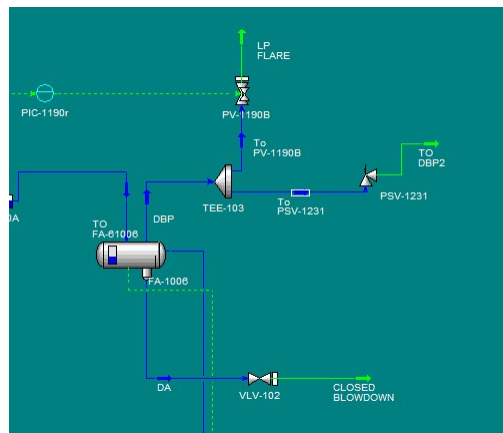 LP
FLARE
PIC-1190r
PV-1190B
To
PV-1190B
TO
DBP2
TEE-103
To
PSV-1231
PSV-1231
0A
TO
FA-61006
DBP
FA-1006
DA
VLV-102
CLOSED
BLOWDOWN